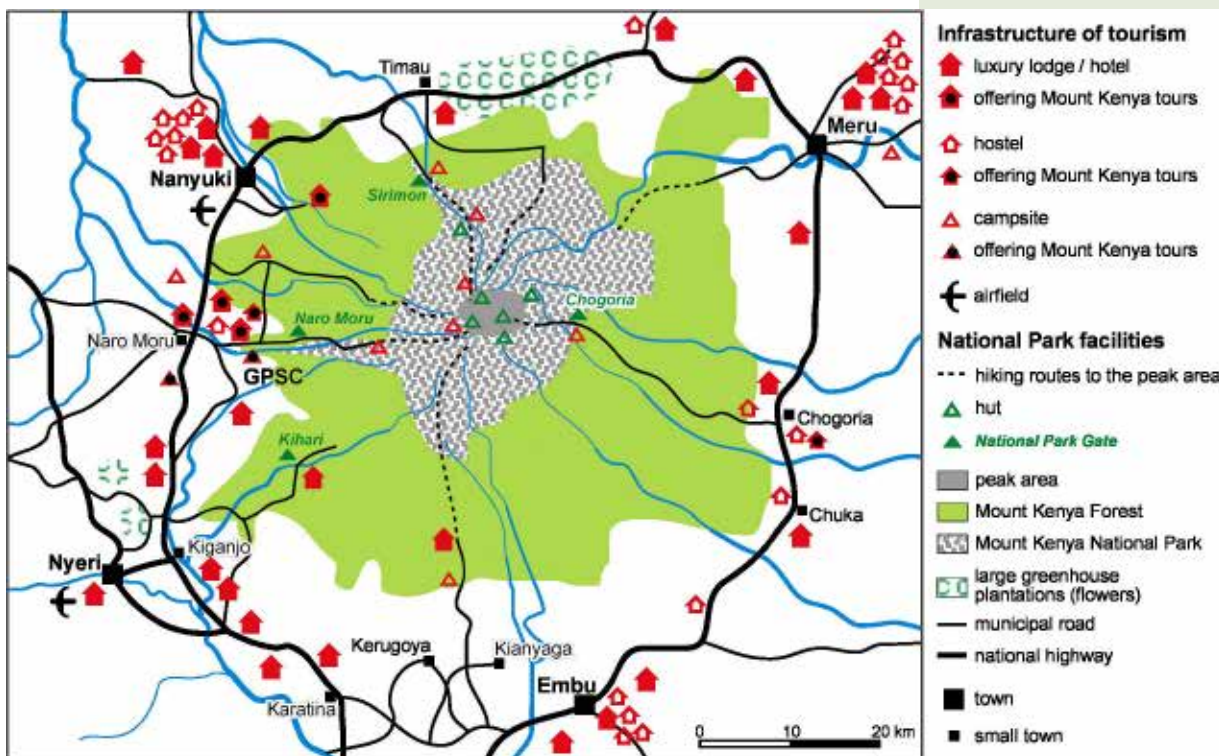 Timau
Meru
Nanyuki
Sirimon
Chogoria
Naro Moru
Naro Moru
GPSC
Chogoria
Kihari
Chuka
Kiganjo
Nyeri
Kerugoya
Kianyaga
Embu
Karatina
0 10 20 km
Infrastructure of tourism
luxury lodge / hotel
offering Mount Kenya tours
hostel
offering Mount Kenya tours
campsite
offering Mount Kenya tours
airfield
National Park facilities
hiking routes to the peak area
hut
National Park Gate
peak area
Mount Kenya Forest
Mount Kenya National Park
large greenhouse
plantations (flowers)
municipal road
national highway
town
small town